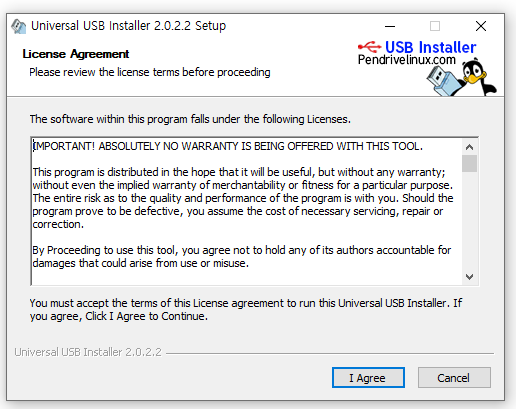 Universal USB Installer 2.0.2.2 Setup
License Agreement
Please review the license terms before proceeding
USB Installer
Pendrivelinux.com
The software within this program falls under the following Licenses.
IMPORTANT! ABSOLUTELY NO WARRANTY IS BEING OFFERED WITH THIS TOOL.
This program is distributed in the hope that it will be useful, but without any warranty;
without even the implied warranty of merchantability or fitness for a particular purpose.
The entire risk as to the quality and performance of the program is with you. Should the
program prove to be defective, you assume the cost of necessary servicing, repair or
correction.
By Proceeding to use this tool, you agree not to hold any of its authors accountable for
damages that could arise from use or misuse.
You must accept the terms of this License agreement to run this Universal USB Installer. If
you agree, Click I Agree to Continue.
Universal USB Installer 2.0.2.2
I Agree
Cancel